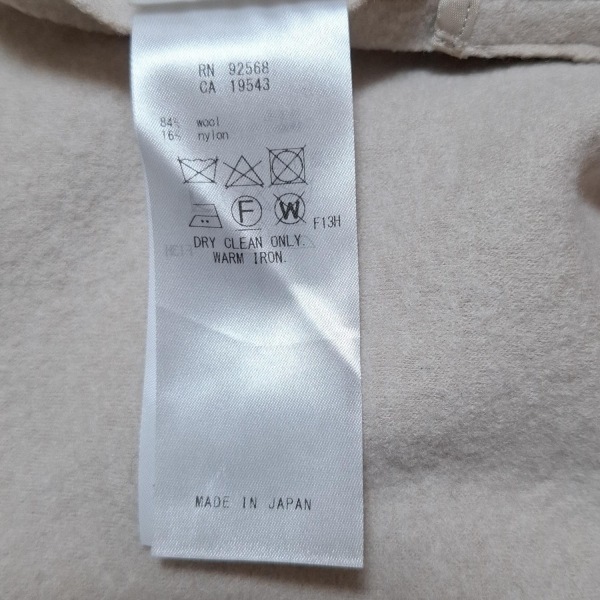 RN 92568
CA 19543
84% wool
16% nylon
F W F13H
DRY CLEAN ONLY.
WARM IRON.
MADE IN JAPAN